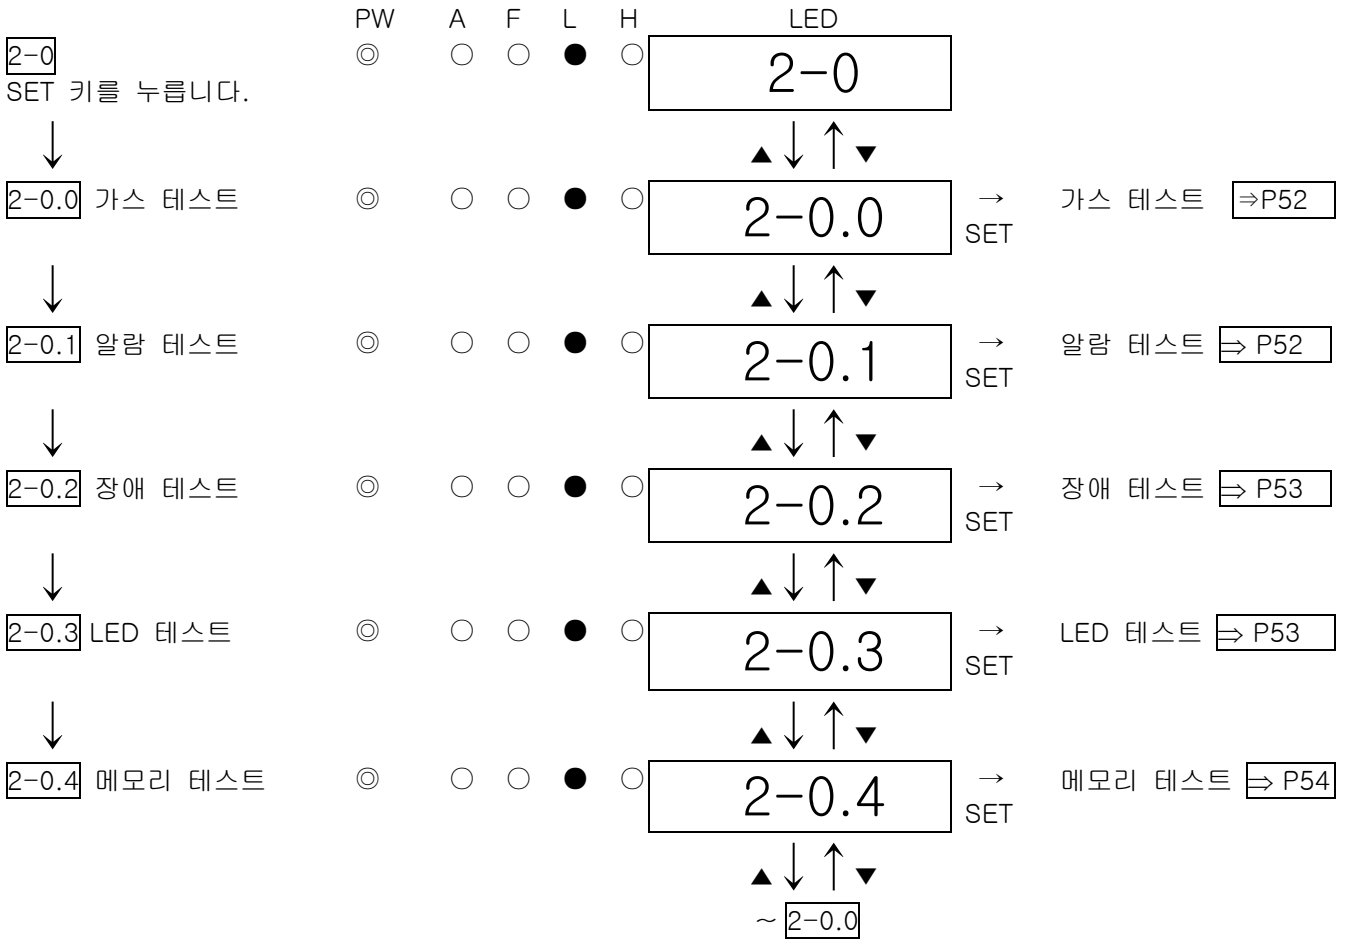 PW A F L H LED
2-0 ◎ ○ ○ ● ○ 2-0
SET 키를 누릅니다.
↓ ▲ ↓ ↑ ▼
2-0.0 가스 테스트 ◎ ○ ○ ● ○ 2-0.0 → 가스 테스트 ⇒P52
SET
↓ ▲ ↓ ↑ ▼
2-0.1 알람 테스트 ◎ ○ ○ ● ○ 2-0.1 → 알람 테스트 ⇒ P52
SET
↓ ▲ ↓ ↑ ▼
2-0.2 장애 테스트 ◎ ○ ○ ● ○ 2-0.2 → 장애 테스트 ⇒ P53
SET
↓ ▲ ↓ ↑ ▼
2-0.3 LED 테스트 ◎ ○ ○ ● ○ 2-0.3 → LED 테스트 ⇒ P53
SET
↓ ▲ ↓ ↑ ▼
2-0.4 메모리 테스트 ◎ ○ ○ ● ○ 2-0.4 → 메모리 테스트 ⇒ P54
SET
▲ ↓ ↑ ▼
~ 2-0.0